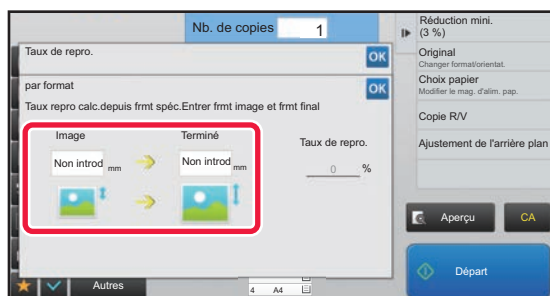 Nb. de copies 1
Taux de repro. OK
par format OK
Taux repro calc.depuis frmt spéc.Entrer frmt image et frmt final
Image Terminé
Taux de repro.
Non introd mm Non introd mm
0 %
Autres
4 A4
Réduction mini.
(3 %)
Original
Changer format/orientat.
Choix papier
Modifier le mag. d'alim. pap.
Copie R/V
Ajustement de l'arrière plan
Aperçu CA
Départ